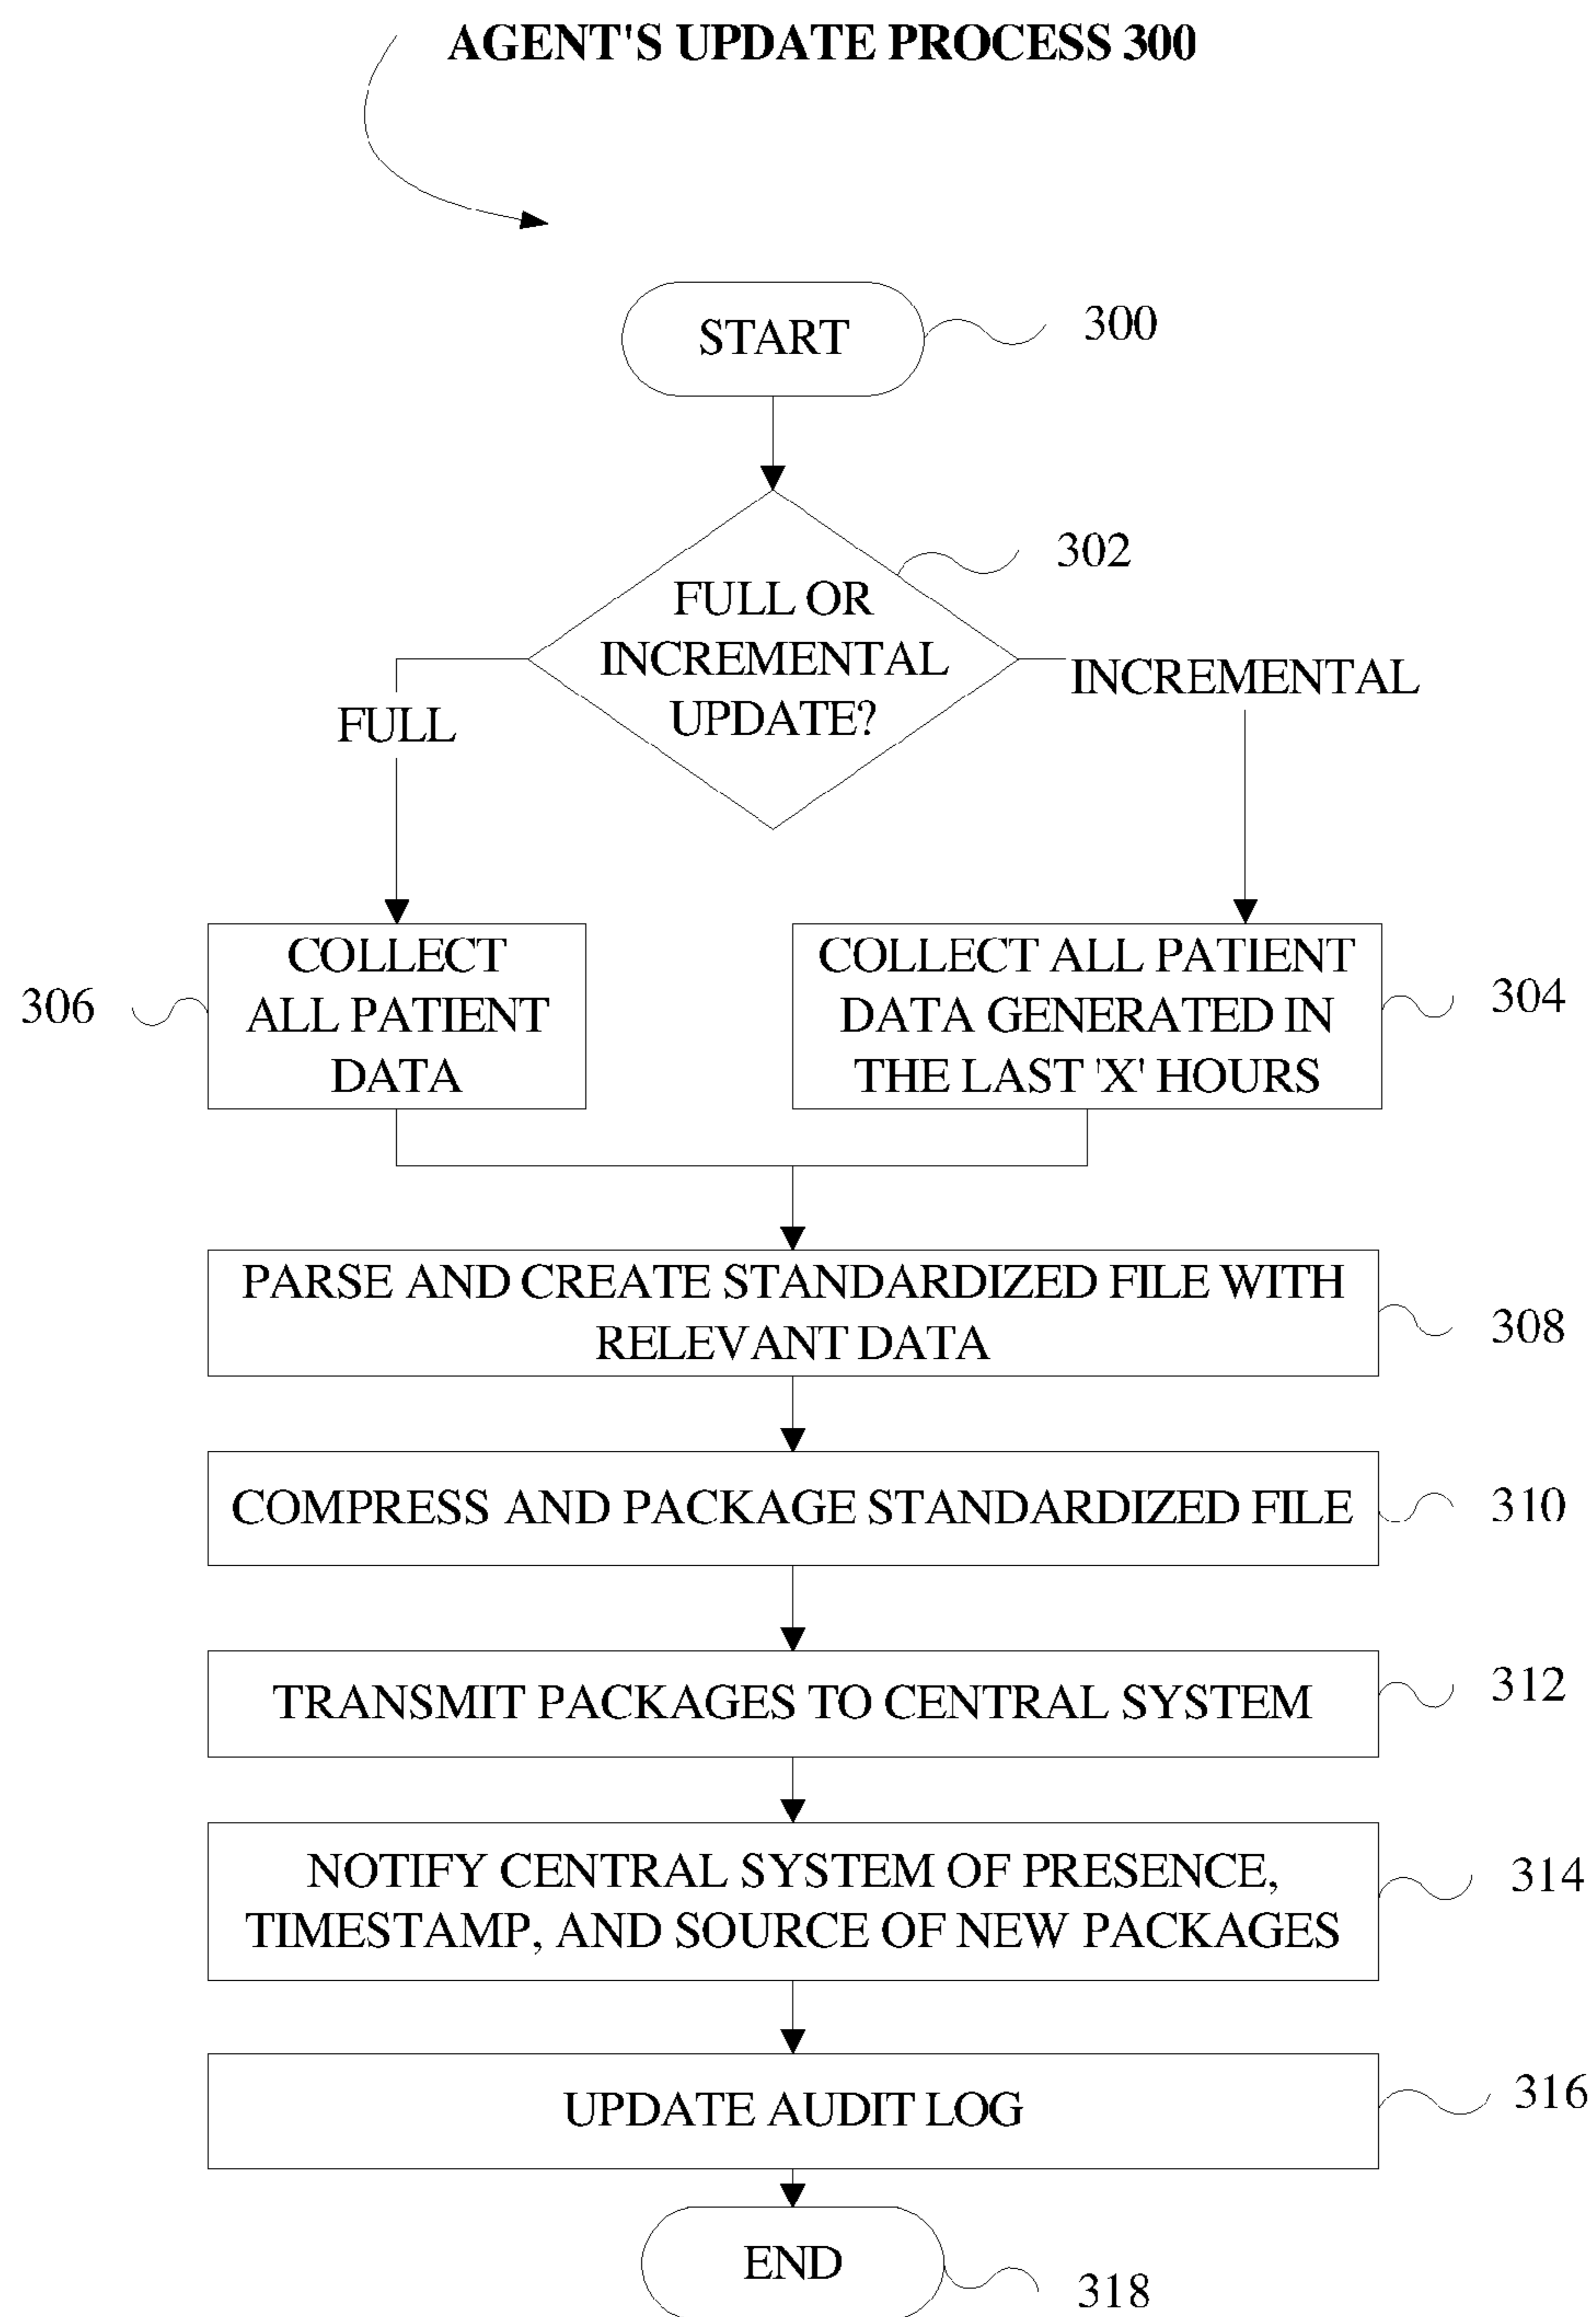 AGENT'S UPDATE PROCESS 300
START
300
302
FULL OR
INCREMENTAL
UPDATE?
FULL
INCREMENTAL
306
COLLECT
ALL PATIENT
DATA
COLLECT ALL PATIENT
DATA GENERATED IN
THE LAST 'X' HOURS
304
PARSE AND CREATE STANDARDIZED FILE WITH
RELEVANT DATA
308
COMPRESS AND PACKAGE STANDARDIZED FILE
310
TRANSMIT PACKAGES TO CENTRAL SYSTEM
312
NOTIFY CENTRAL SYSTEM OF PRESENCE,
TIMESTAMP, AND SOURCE OF NEW PACKAGES
314
UPDATE AUDIT LOG
316
END
318